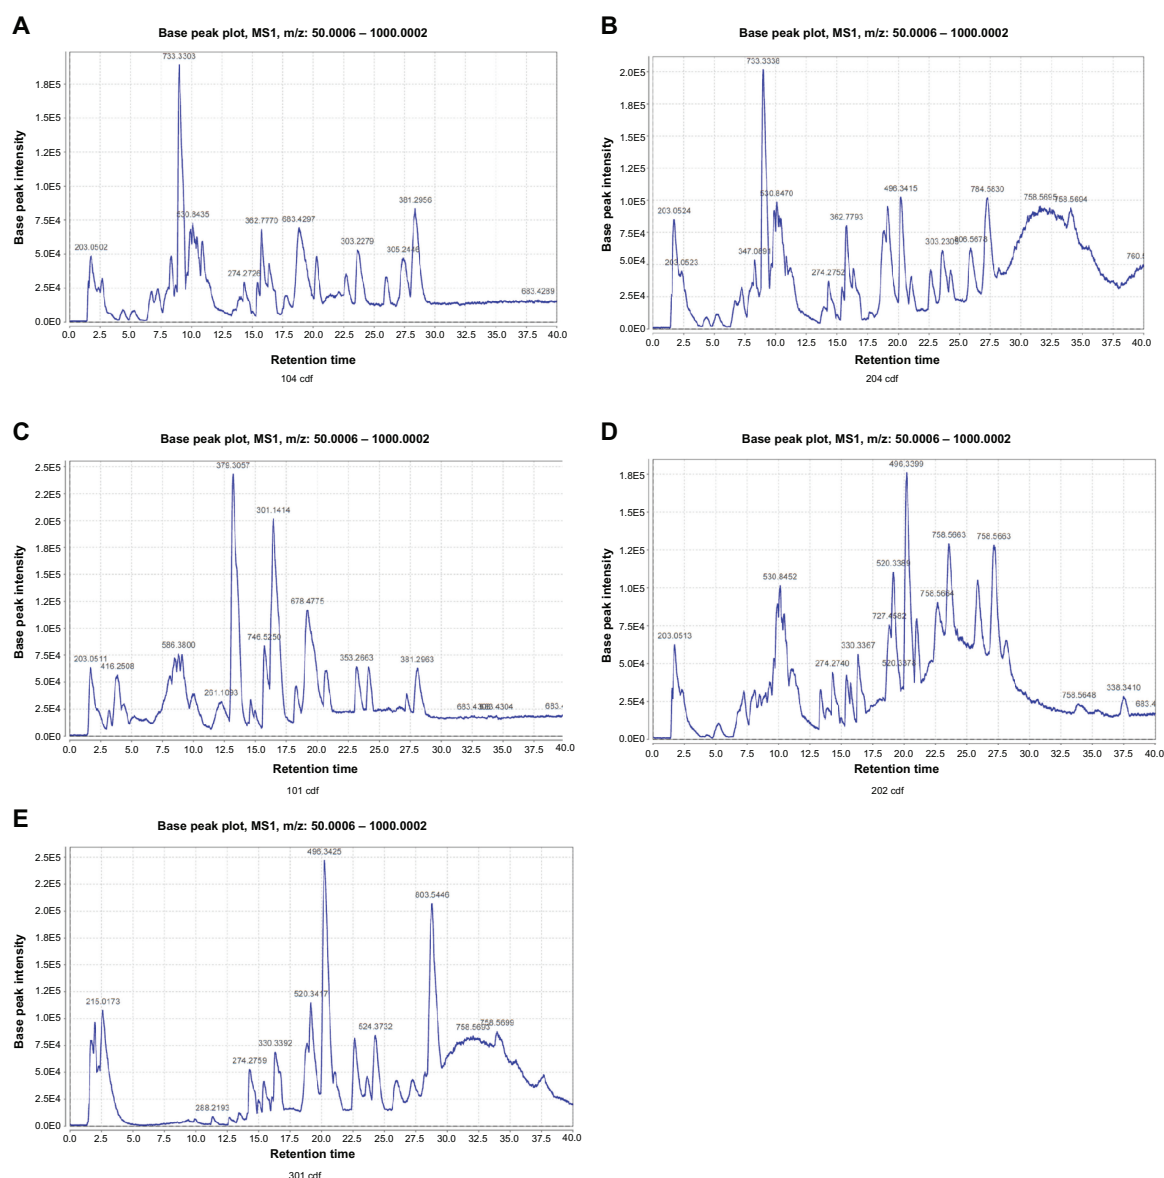 A
Base peak plot, MS1, m/z: 50.0006 – 1000.0002
Base peak intensity
1.8E5
1.5E5
1.2E5
1.0E5
7.5E4
5.0E4
2.5E4
0.0E0
733.3303
203.0502
530.8435
274.2726
362.7770
683.4297
303.2279
381.2956
683.4289
0.0 2.5 5.0 7.5 10.0 12.5 15.0 17.5 20.0 22.5 25.0 27.5 30.0 32.5 35.0 37.5 40.0
Retention time
104 cdf
B
Base peak plot, MS1, m/z: 50.0006 – 1000.0002
Base peak intensity
2.0E5
1.8E5
1.5E5
1.2E5
1.0E5
7.5E4
5.0E4
2.5E4
0.0E0
733.3338
203.0524
203.0523
530.8470
274.2752
362.7793
496.3415
784.5830
758.5695
758.5694
0.0 2.5 5.0 7.5 10.0 12.5 15.0 17.5 20.0 22.5 25.0 27.5 30.0 32.5 35.0 37.5 40.0
Retention time
204 cdf
C
Base peak plot, MS1, m/z: 50.0006 – 1000.0002
Base peak intensity
2.5E5
2.0E5
1.8E5
1.5E5
1.2E5
1.0E5
7.5E4
5.0E4
2.5E4
0.0E0
301.1414
678.4775
586.3800
746.5250
203.0511
416.2508
201.1093
353.2663
381.2963
0.0 2.5 5.0 7.5 10.0 12.5 15.0 17.5 20.0 22.5 25.0 27.5 30.0 32.5 35.0 37.5 40.0
Retention time
101 cdf
D
Base peak plot, MS1, m/z: 50.0006 – 1000.0002
Base peak intensity
1.8E5
1.5E5
1.2E5
1.0E5
7.5E4
5.0E4
2.5E4
0.0E0
496.3399
758.5663
758.5663
520.3389
530.8452
758.5664
727.4582
203.0513
330.3367
274.2740
758.5648
338.3410
0.0 2.5 5.0 7.5 10.0 12.5 15.0 17.5 20.0 22.5 25.0 27.5 30.0 32.5 35.0 37.5 40.0
Retention time
202 cdf
E
Base peak plot, MS1, m/z: 50.0006 – 1000.0002
Base peak intensity
2.5E5
2.2E5
2.0E5
1.8E5
1.5E5
1.2E5
1.0E5
7.5E4
5.0E4
2.5E4
0.0E0
496.3425
803.5446
520.3417
524.3732
758.5693
758.5699
330.3392
274.2759
288.2193
0.0 2.5 5.0 7.5 10.0 12.5 15.0 17.5 20.0 22.5 25.0 27.5 30.0 32.5 35.0 37.5 40.0
Retention time
301 cdf